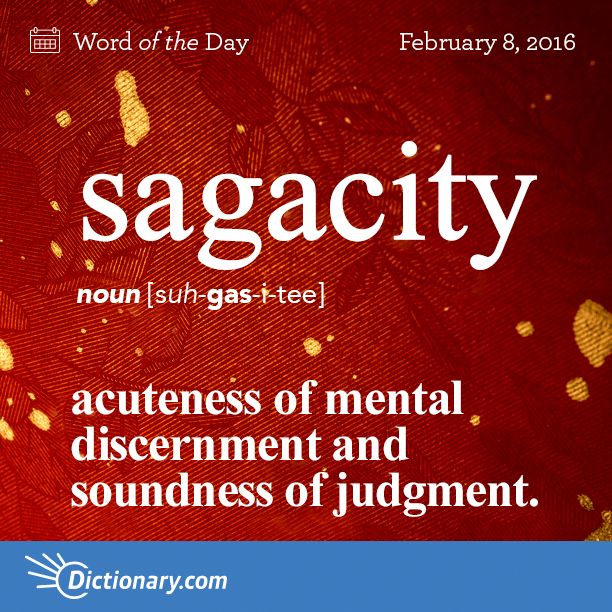 Word of the Day
February 8, 2016
sagacity
noun [suh-gas-i-tee]
acuteness of mental
discernment and
soundness of judgment.
Dictionary.com